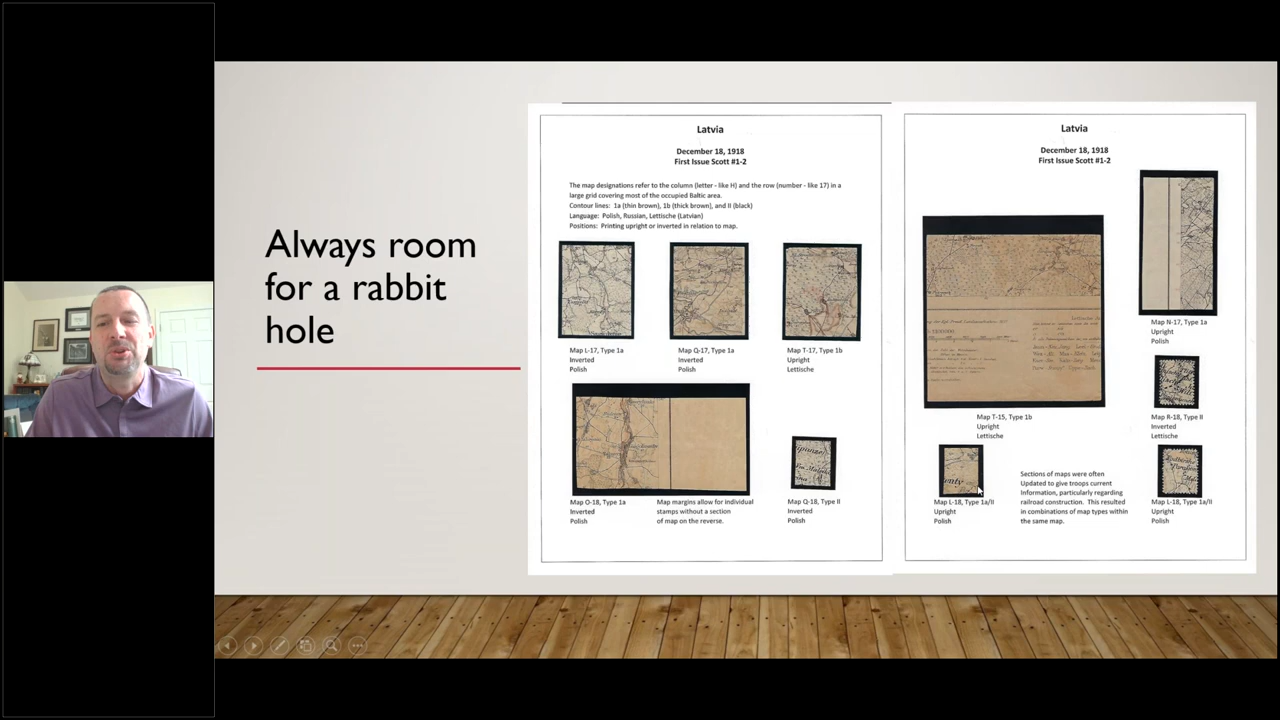 Always room
for a rabbit
hole
Latvia
December 18, 1918
First Issue Scott #1-2
The map designations refer to the column (letter - like H) and the row (number - like 17) in a
large grid covering most of the occupied Baltic area.
Contour lines: 1a (thin brown), 1b (thick brown), and II (black)
Language: Polish, Russian, Lettische (Latvian)
Positions: Printing upright or inverted in relation to map.
Map L-17, Type 1a
Inverted
Polish
Map Q-17, Type 1a
Inverted
Polish
Map T-17, Type 1b
Upright
Lettische
Map O-18, Type 1a
Inverted
Polish
Map margins allow for individual
stamps without a section
of map on the reverse.
Map Q-18, Type II
Inverted
Polish
Latvia
December 18, 1918
First Issue Scott #1-2
Map N-17, Type 1a
Upright
Polish
Map T-15, Type 1b
Upright
Lettische
Map R-18, Type II
Inverted
Lettische
Map L-18, Type 1a/II
Upright
Polish
Sections of maps were often
Updated to give troops current
Information, particularly regarding
railroad construction. This resulted
in combinations of map types within
the same map.
Map L-18, Type 1a/II
Upright
Polish